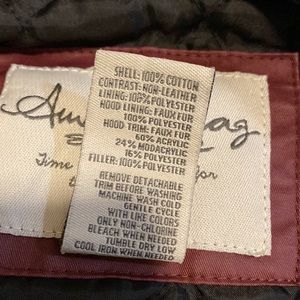 SHELL: 100% COTTON
CONTRAST: NON-LEATHER
LINING: 100% POLYESTER
HOOD LINING: FAUX FUR
100% POLYESTER
HOOD TRIM: FAUX FUR
60% ACRYLIC
24% MODACRYLIC
16% POLYESTER
FILLER: 100% POLYESTER
REMOVE DETACHABLE
TRIM BEFORE WASHING
MACHINE WASH COLD
GENTLE CYCLE
WITH LIKE COLORS
ONLY NON-CHLORINE
BLEACH WHEN NEEDED
TUMBLE DRY LOW
COOL IRON WHEN NEEDED
Time